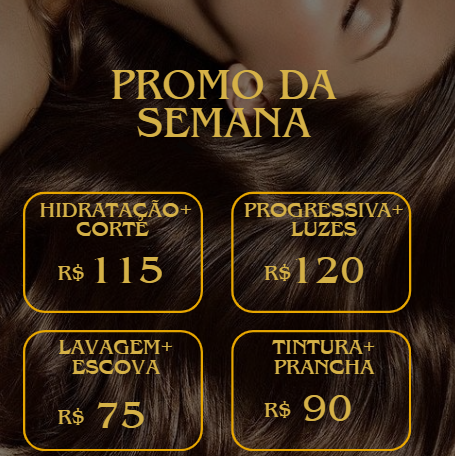 PROMO DA
SEMANA
HIDRATAÇÃO+
CORTE
R$ 115
PROGRESSIVA+
LUZES
R$120
LAVAGEM+
ESCOVA
R$ 75
TINTURA+
PRANCHA
R$ 90